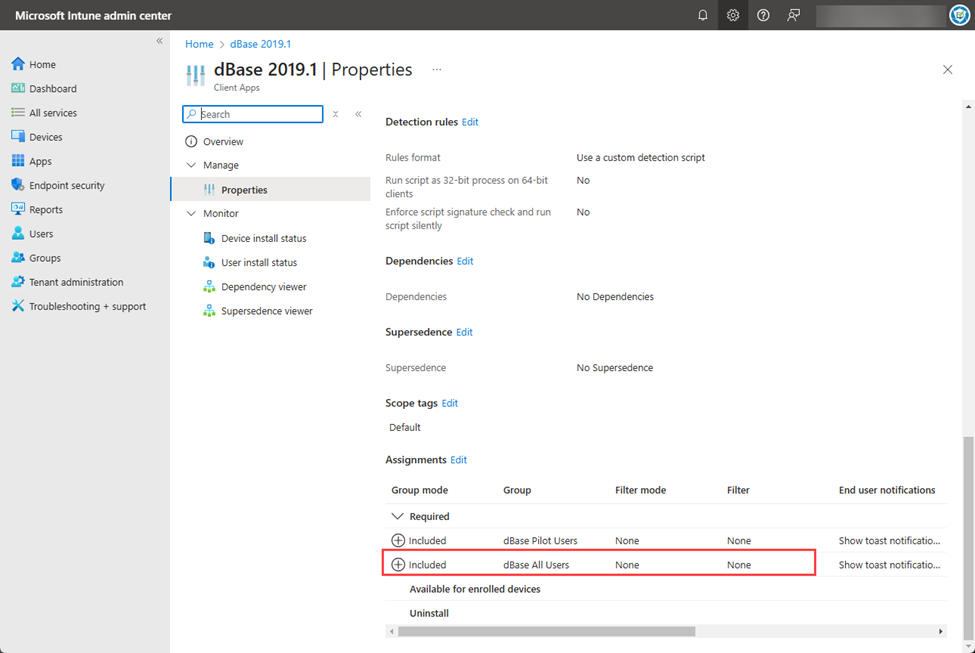 Microsoft Intune admin center
Home
Dashboard
All services
Devices
Apps
Endpoint security
Reports
Users
Groups
Tenant administration
Troubleshooting + support
Home > dBase 2019.1
dBase 2019.1 | Properties ...
Client Apps
Search
Overview
Manage
Properties
Monitor
Device install status
User install status
Dependency viewer
Supersedence viewer
Detection rules Edit
Rules format Use a custom detection script
Run script as 32-bit process on 64-bit No
clients
Enforce script signature check and run No
script silently
Dependencies Edit
Dependencies No Dependencies
Supersedence Edit
Supersedence No Supersedence
Scope tags Edit
Default
Assignments Edit
Group mode Group Filter mode Filter End user notifications
Required
Included dBase Pilot Users None None Show toast notificatio...
Included dBase All Users None None Show toast notificatio...
Available for enrolled devices
Uninstall